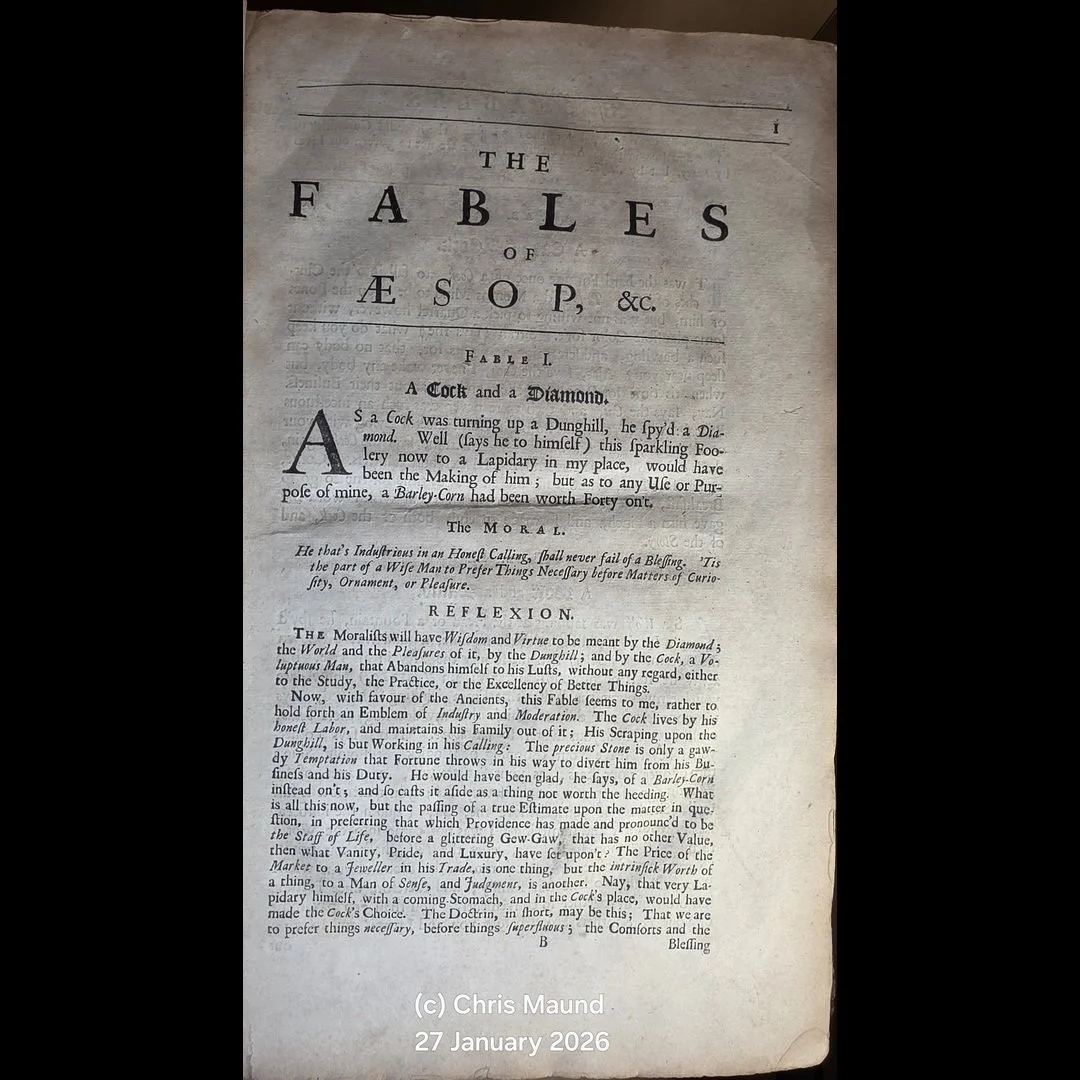 1
THE
FABLES
OF
ÆSOP, &c.
FABLE I.
A Cock and a Diamond.
AS a Cock was turning up a Dunghill, he ſpy'd a Dia-
mond. Well (ſays he to himſelf) this ſparkling Foo-
lery now to a Lapidary in my place, would have
been the Making of him; but as to any Uſe or Pur-
poſe of mine, a Barley-Corn had been worth Forty on't.
The MORAL.
He that's Induſtrious in an Honeſt Calling, ſhall never fail of a Bleſſing. 'Tis
the part of a Wiſe Man to Prefer Things Neceſſary before Matters of Curio-
ſity, Ornament, or Pleaſure.
REFLEXION.
THE Moraliſts will have Wiſdom and Virtue to be meant by the Diamond;
the World and the Pleaſures of it, by the Dunghill; and by the Cock, a Vo-
luptuous Man, that Abandons himſelf to his Luſts, without any regard, either
to the Study, the Practice, or the Excellency of Better Things.
Now, with favour of the Ancients, this Fable ſeems to me, rather to
hold forth an Emblem of Induſtry and Moderation. The Cock lives by his
honeſt Labor, and maintains his Family out of it; His Scraping upon the
Dunghill, is but Working in his Calling: The precious Stone is only a gaw-
dy Temptation that Fortune throws in his way to divert him from his Bu-
ſineſs and his Duty. He would have been glad, he ſays, of a Barley-Corn
inſtead on't; and ſo caſts it aſide as a thing not worth the heeding. What
is all this now, but the paſſing of a true Eſtimate upon the matter in que-
ſtion, in preferring that which Providence has made and pronounc'd to be
the Staff of Life, before a glittering Gew-Gaw, that has no other Value,
then what Vanity, Pride, and Luxury, have ſet upon't? The Price of the
Market to a Jeweller in his Trade, is one thing, but the intrinſick Worth of
a thing, to a Man of Senſe, and Judgment, is another. Nay, that very La-
pidary himſelf, with a coming Stomach, and in the Cock's place, would have
made the Cock's Choice. The Doctrin, in ſhort, may be this; That we are
to prefer things neceſſary, before things ſuperfluous; the Comforts and the
B Bleſſing
(c) Chris Maund
27 January 2026